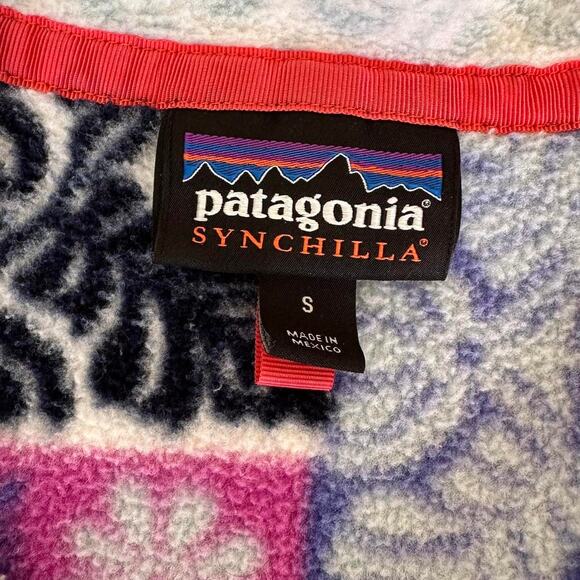 patagonia®
SYNCHILLA®
S
MADE IN
MEXICO